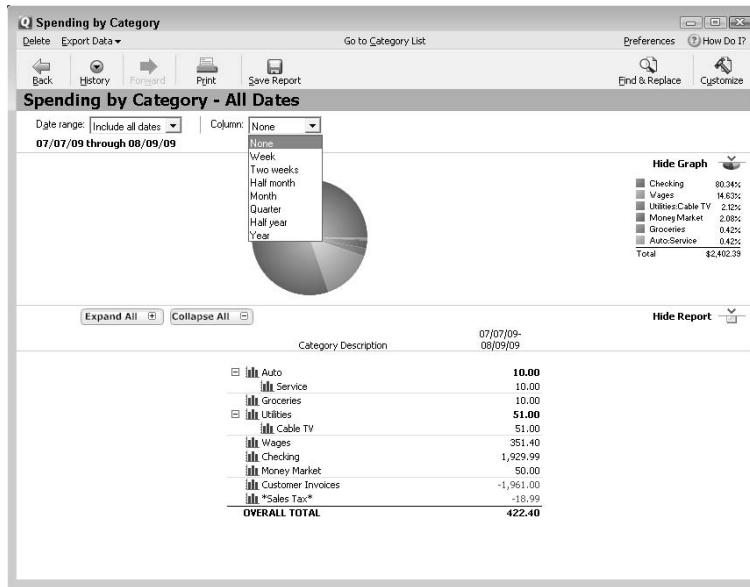 Spending by Category
Delete Export Data Go to Category List Preferences How Do I?
Back History Forward Print Save Report Find & Replace Customize
Spending by Category - All Dates
Date range: Include all dates Column: None
07/07/09 through 08/09/09
None
Week
Two weeks
Half month
Month
Quarter
Half year
Year
Hide Graph
Checking 80.34%
Wages 14.63%
Utilities:Cable TV 2.12%
Money Market 2.08%
Groceries 0.42%
Auto:Service 0.42%
Total $2,402.39
Expand All Collapse All Hide Report
Category Description 07/07/09-
08/09/09
Auto 10.00
Service 10.00
Groceries 10.00
Utilities 51.00
Cable TV 51.00
Wages 351.40
Checking 1,929.99
Money Market 50.00
Customer Invoices -1,961.00
*Sales Tax* -18.99
OVERALL TOTAL 422.40